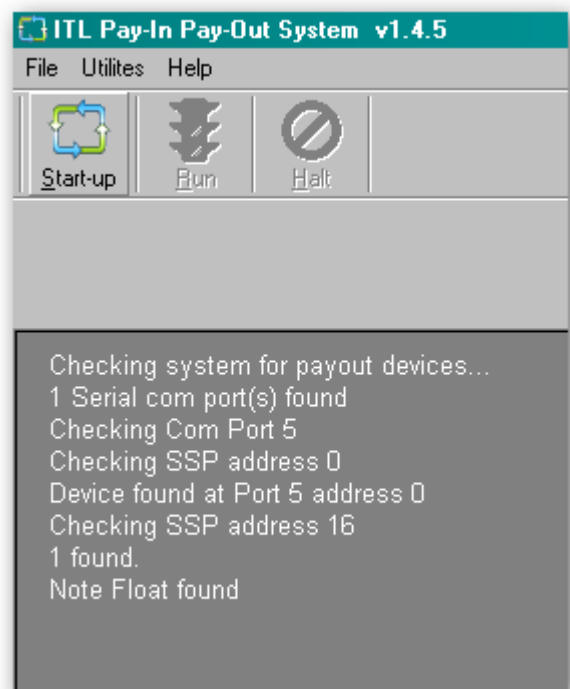 ITL Pay-In Pay-Out System v1.4.5
File Utilites Help
Start-up Run Halt
Checking system for payout devices...
1 Serial com port(s) found
Checking Com Port 5
Checking SSP address 0
Device found at Port 5 address 0
Checking SSP address 16
1 found.
Note Float found